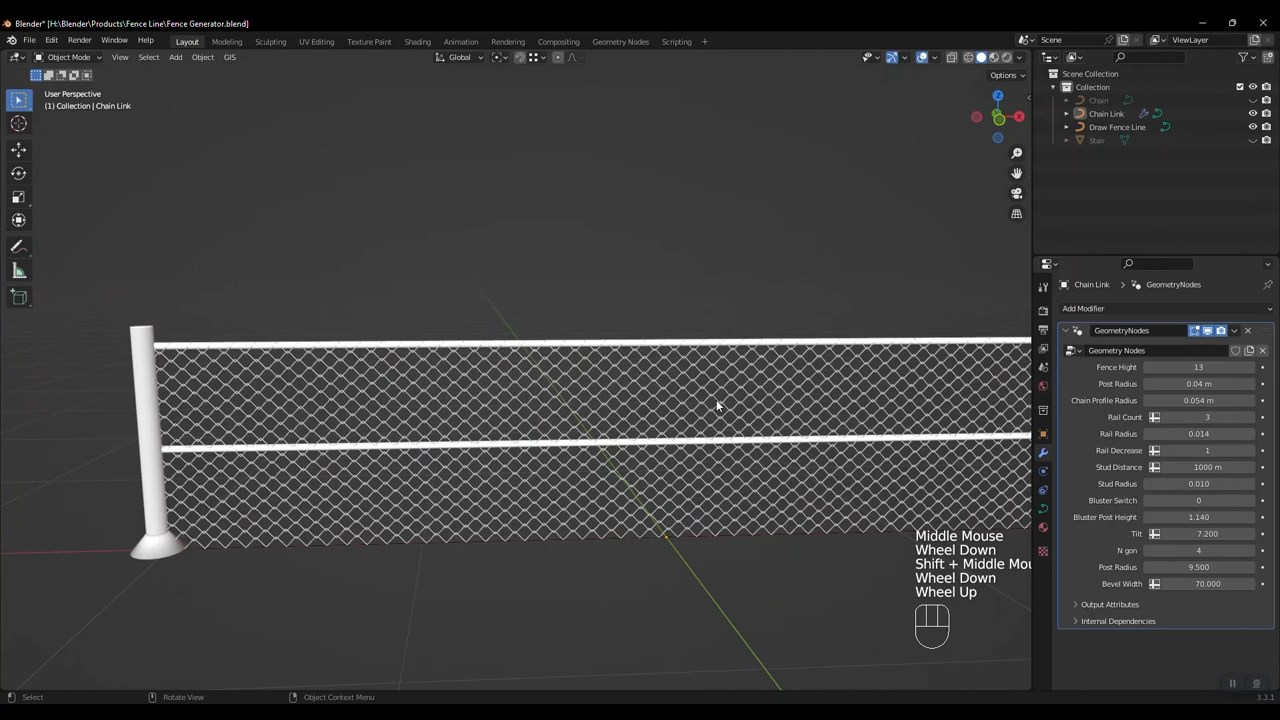 Blender* [H:\Blender\Products\Fence Line\Fence Generator.blend]
File Edit Render Window Help Layout Modeling Sculpting UV Editing Texture Paint Shading Animation Rendering Compositing Geometry Nodes Scripting + Scene ViewLayer
Object Mode View Select Add Object GIS Global
Options
User Perspective
(1) Collection | Chain Link
Z
X
Scene Collection
Collection
Chain
Chain Link
Draw Fence Line
Stair
Chain Link > GeometryNodes
Add Modifier
GeometryNodes
Geometry Nodes
Fence Hight 13
Post Radius 0.04 m
Chain Profile Radius 0.054 m
Rail Count 3
Rail Radius 0.014
Rail Decrease 1
Stud Distance 1000 m
Stud Radius 0.010
Bluster Switch 0
Bluster Post Height 1.140
Tilt 7.200
N gon 4
Post Radius 9.500
Bevel Width 70.000
Output Attributes
Internal Dependencies
Middle Mouse
Wheel Down
Shift + Middle Mou
Wheel Down
Wheel Up
Select Rotate View Object Context Menu 3.3.1